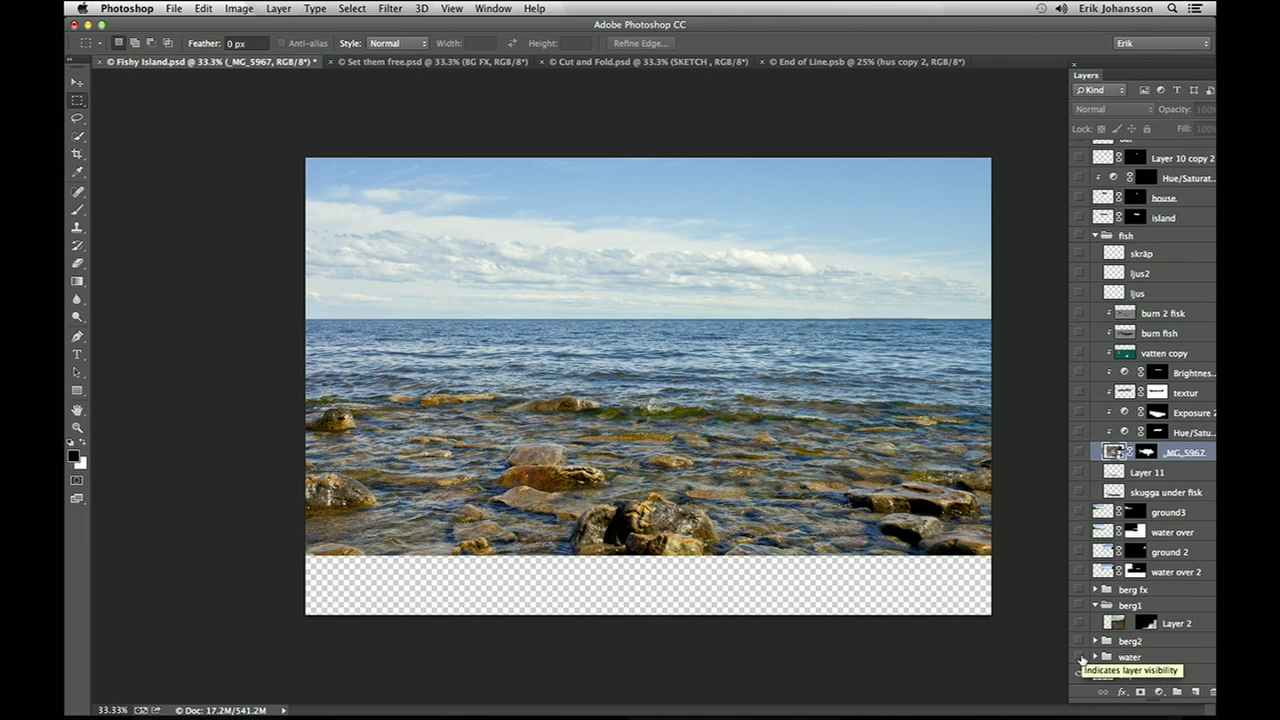 Photoshop File Edit Image Layer Type Select Filter 3D View Window Help Erik Johansson
Adobe Photoshop CC
Feather: 0 px Anti-alias Style: Normal Width: Height: Refine Edge... Erik
© Fishy Island.psd @ 33.3% (_MG_5967, RGB/8*) * © Set them free.psd @ 33.3% (BG FX, RGB/8*) © Cut and Fold.psd @ 33.3% (SKETCH , RGB/8*) © End of Line.psb @ 25% (hus copy 2, RGB/8*)
Layers
Kind
Normal Opacity: 100%
Lock: Fill: 100%
Layer 10 copy 2
Hue/Saturat...
house.
island
fish
skräp
ljus2
ljus
burn 2 fisk
burn fish
vatten copy
Brightnes...
textur
Exposure 2
Hue/Satu...
_MG_5967
Layer 11
skugga under fisk
ground3
water over
ground 2
water over 2
berg fx
berg1
Layer 2
berg2
water
Indicates layer visibility
33.33% © Doc: 17.2M/541.2M